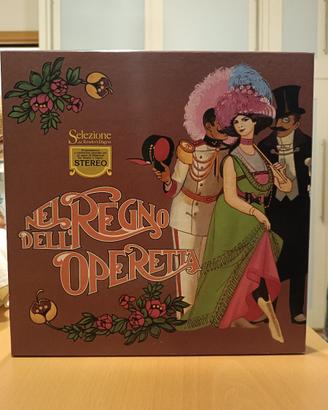 Selezione
dal Reader's Digest
STEREO
NEL REGNO
DELL'
OPERETTA